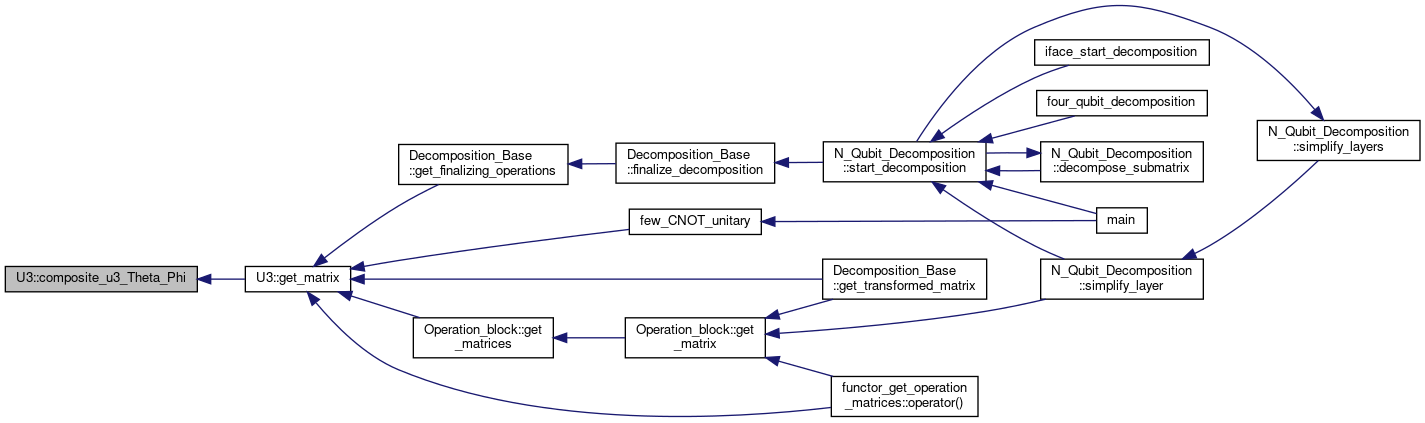 U3::composite_u3_Theta_Phi
U3::get_matrix
Decomposition_Base
::get_finalizing_operations
few_CNOT_unitary
Operation_block::get
_matrices
Decomposition_Base
::finalize_decomposition
Operation_block::get
_matrix
N_Qubit_Decomposition
::start_decomposition
Decomposition_Base
::get_transformed_matrix
functor_get_operation
_matrices::operator()
iface_start_decomposition
four_qubit_decomposition
N_Qubit_Decomposition
::decompose_submatrix
main
N_Qubit_Decomposition
::simplify_layer
N_Qubit_Decomposition
::simplify_layers